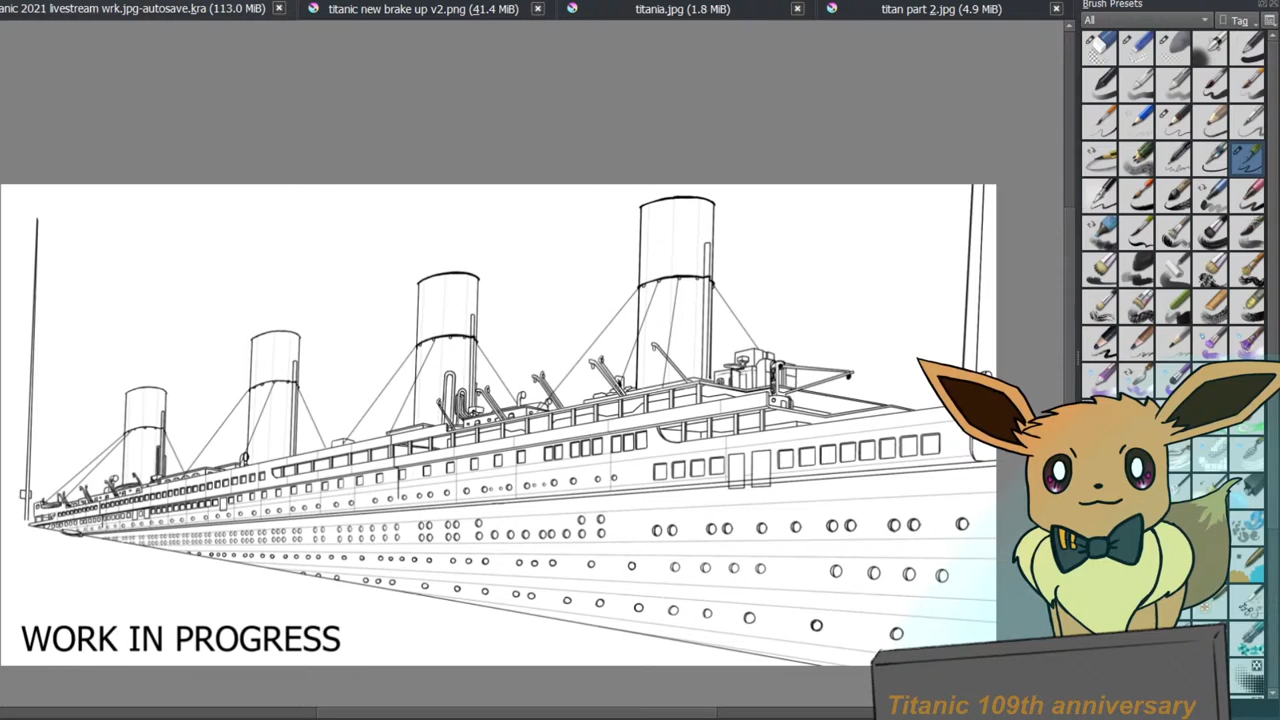 anic 2021 livestream wrk.jpg-autosave.kra (113.0 MiB)
titanic new brake up v2.png (41.4 MiB)
titania.jpg (1.8 MiB)
titan part 2.jpg (4.9 MiB)
Brush Presets
All
Tag
WORK IN PROGRESS
Titanic 109th anniversary